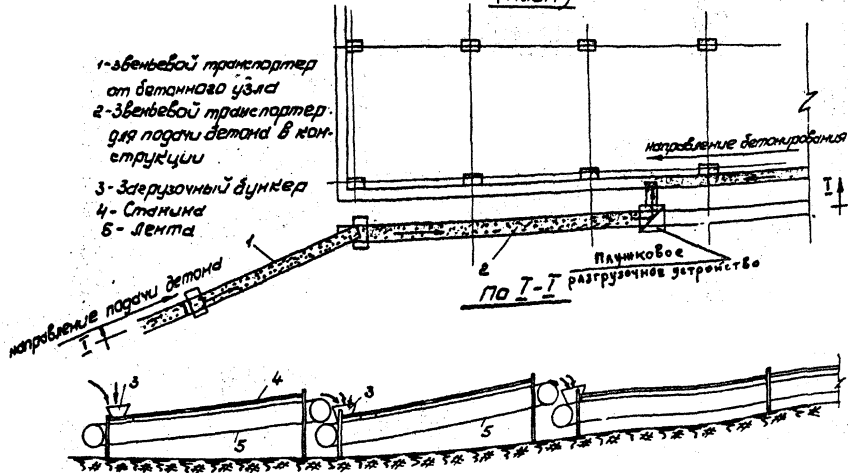 1-звеньевой транспортер
от бетонного узла
2-Звеньевой транспортер
для подачи бетона в кон-
струкции
3-Загрузочный бункер
4- Станина
5- Лента
направление бетонирования
I
1
2
Плужковое
разгрузочное устройство
направление подачи бетона
I
По I-I
3
4
3
5
5